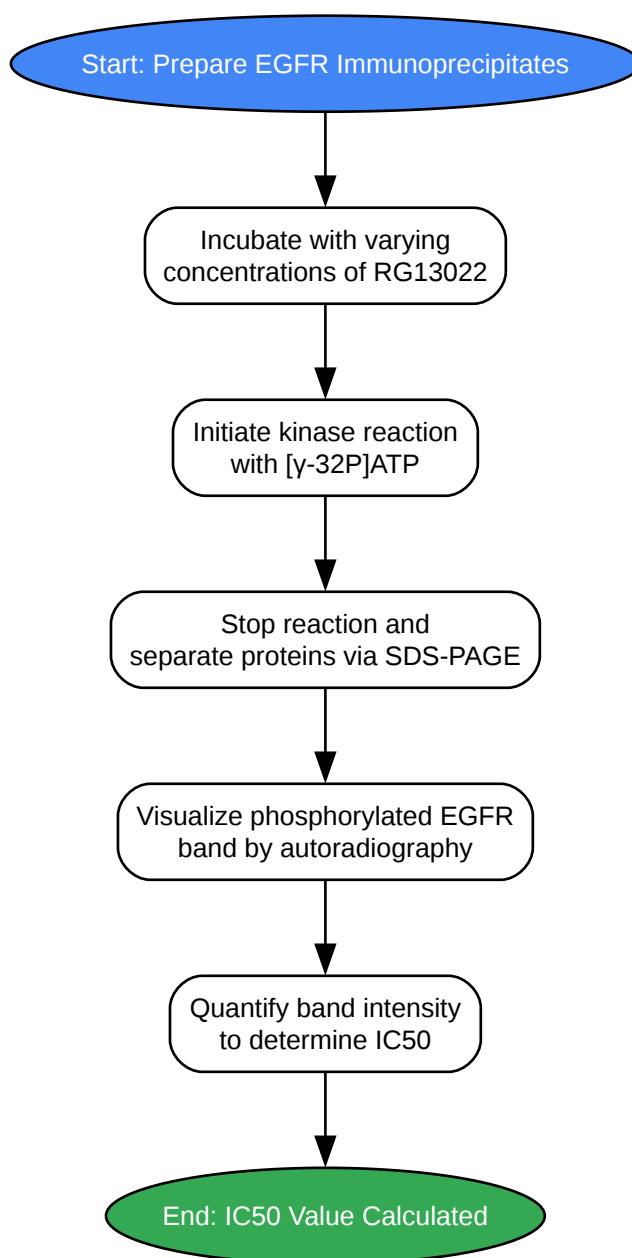 Start: Prepare EGFR Immunoprecipitates
Incubate with varying
concentrations of RG13022
Initiate kinase reaction
with [γ-32P]ATP
Stop reaction and
separate proteins via SDS-PAGE
Visualize phosphorylated EGFR
band by autoradiography
Quantify band intensity
to determine IC50
End: IC50 Value Calculated